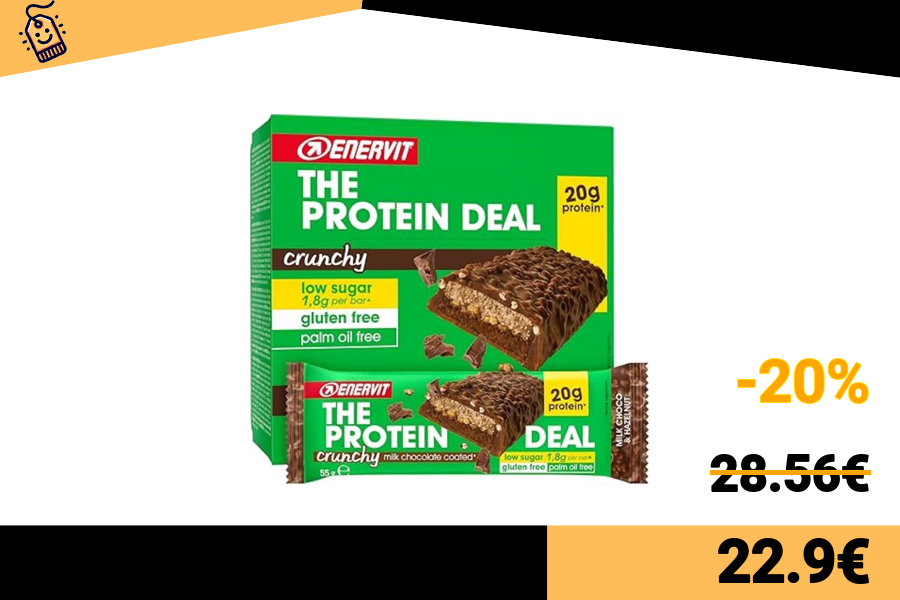 ENERVIT
THE
PROTEIN DEAL
20g
protein*
crunchy
low sugar
1,8g per bar^
gluten free
palm oil free
ENERVIT
THE
PROTEIN DEAL
20g
protein*
crunchy milk chocolate coated*
low sugar 1,8g per bar^
gluten free palm oil free
55 g e
MILK CHOCO
& HAZELNUT
-20%
28.56€
22.9€